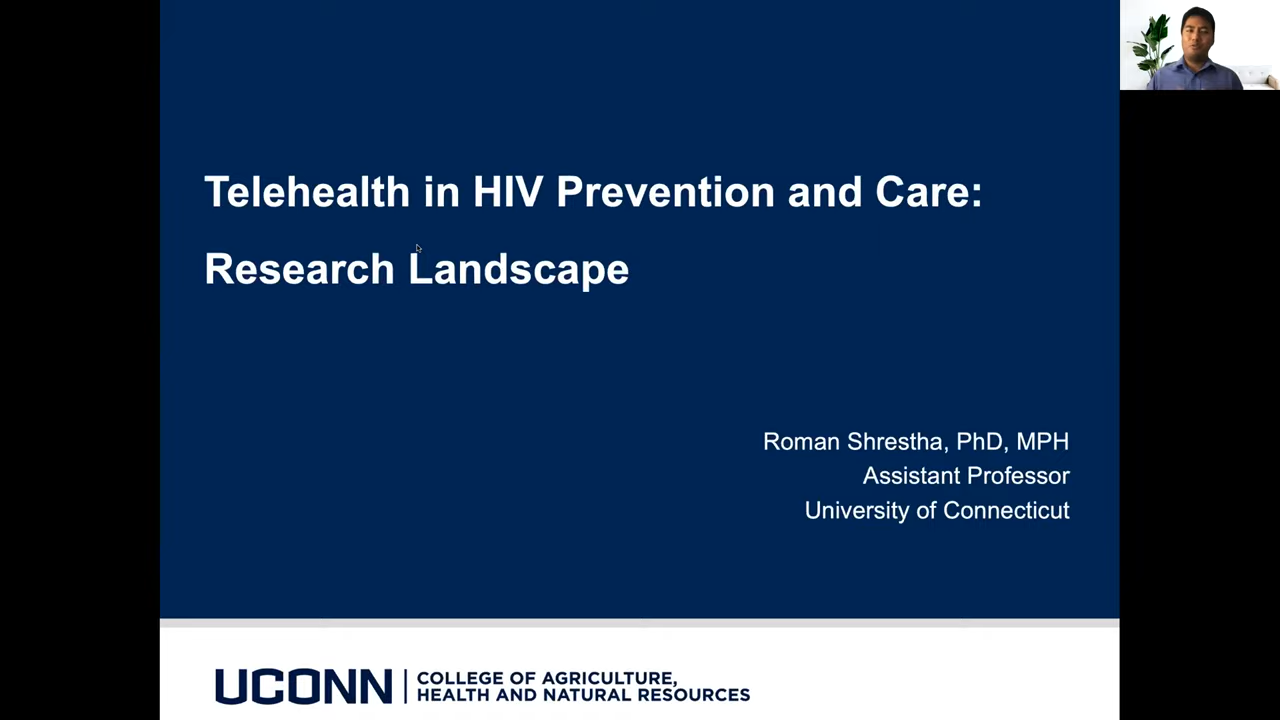 Telehealth in HIV Prevention and Care:
Research Landscape
Roman Shrestha, PhD, MPH
Assistant Professor
University of Connecticut
UCONN | COLLEGE OF AGRICULTURE,
HEALTH AND NATURAL RESOURCES